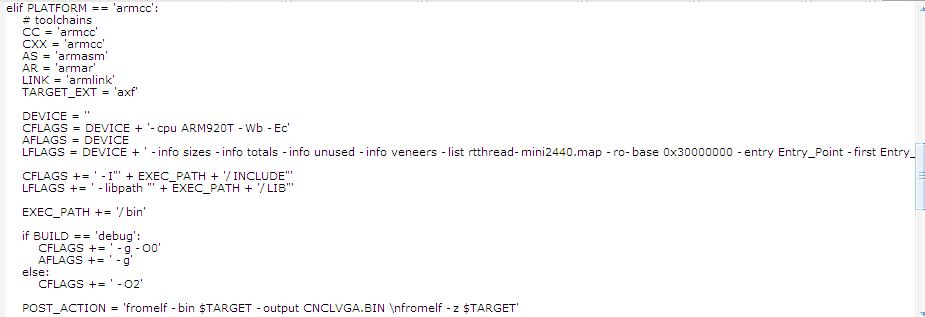 elif PLATFORM == 'armcc':
# toolchains
CC = 'armcc'
CXX = 'armcc'
AS = 'armasm'
AR = 'armar'
LINK = 'armlink'
TARGET_EXT = 'axf'
DEVICE = ''
CFLAGS = DEVICE + '-cpu ARM920T -Wb -Ec'
AFLAGS = DEVICE
LFLAGS = DEVICE + ' -info sizes -info totals -info unused -info veneers -list rtthread-mini2440.map -ro-base 0x30000000 -entry Entry_Point -first Entry_
CFLAGS += ' -I"' + EXEC_PATH + '/INCLUDE"'
LFLAGS += ' -libpath "' + EXEC_PATH + '/LIB"'
EXEC_PATH += '/bin'
if BUILD == 'debug':
CFLAGS += ' -g -O0'
AFLAGS += ' -g'
else:
CFLAGS += ' -O2'
POST_ACTION = 'fromelf -bin $TARGET -output CNCLVGA.BIN \nfromelf -z $TARGET'